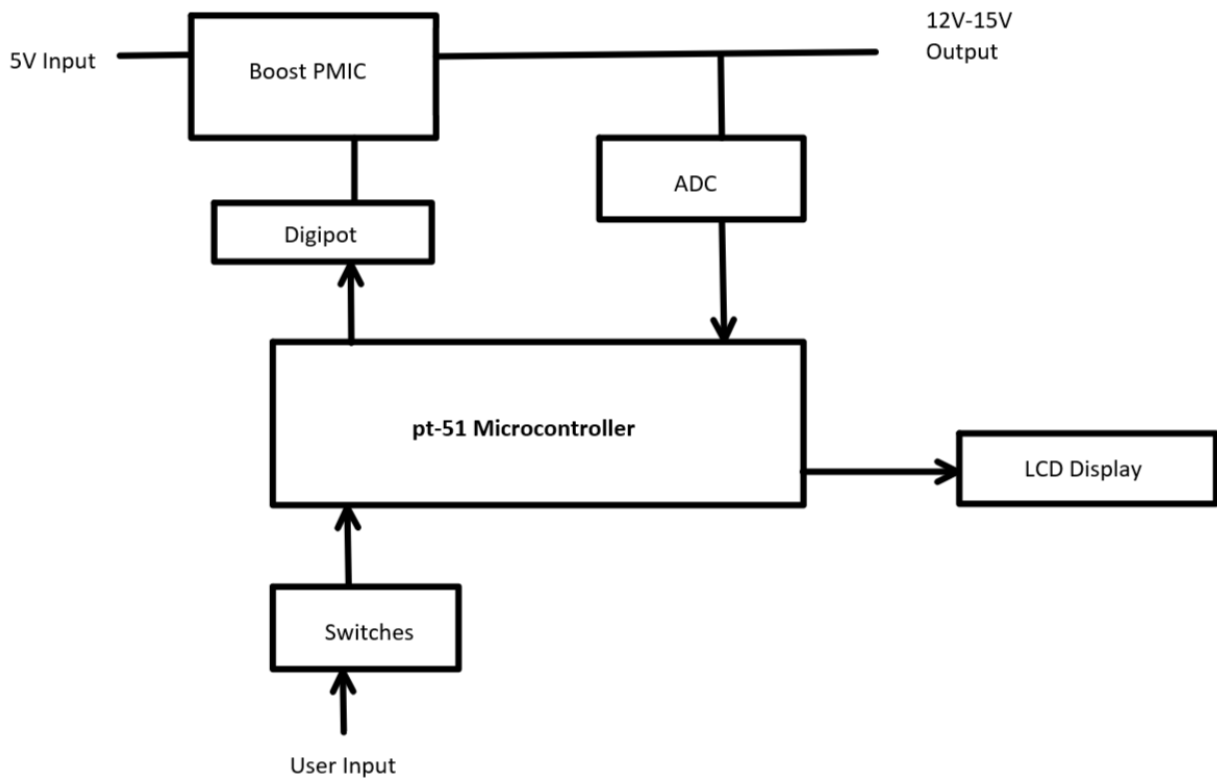 12V-15V
Output
5V Input
Boost PMIC
ADC
Digipot
pt-51 Microcontroller
LCD Display
Switches
User Input